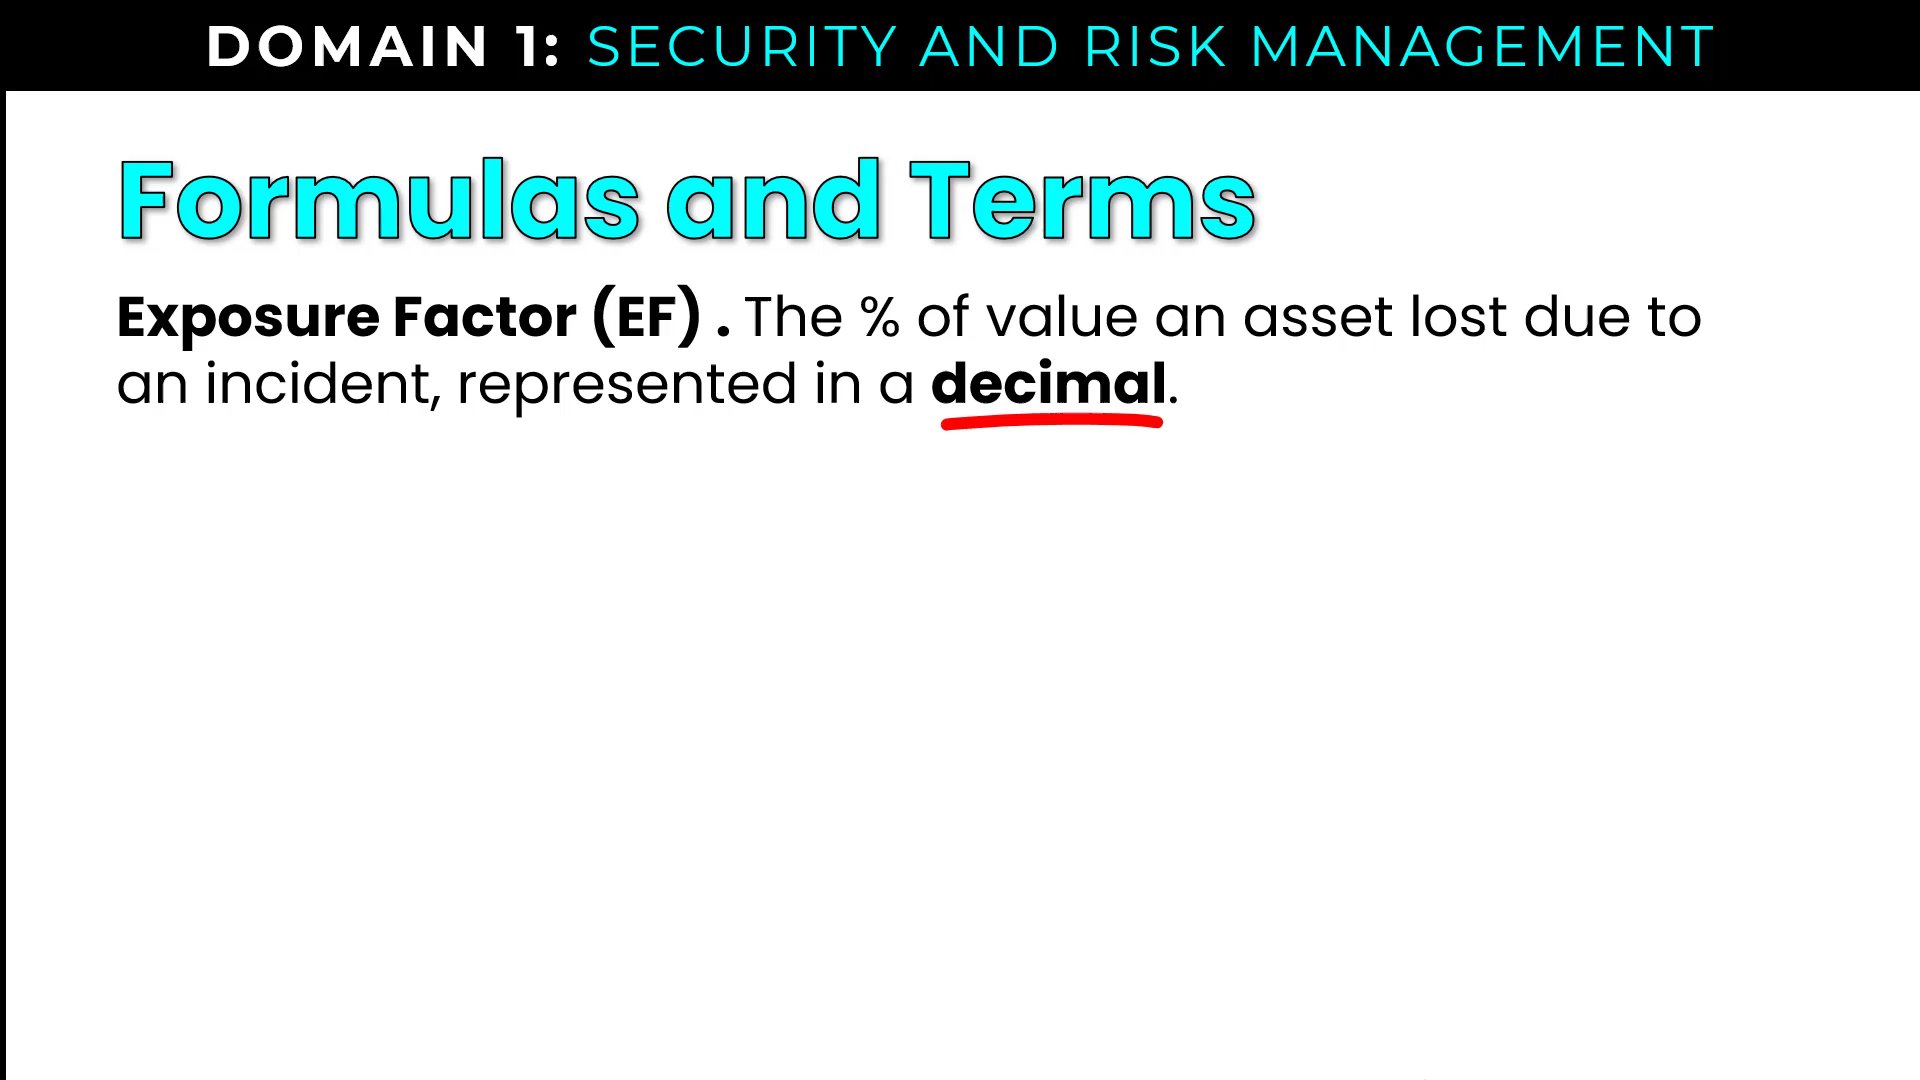 DOMAIN 1: SECURITY AND RISK MANAGEMENT
Formulas and Terms
Exposure Factor (EF) . The % of value an asset lost due to
an incident, represented in a decimal.